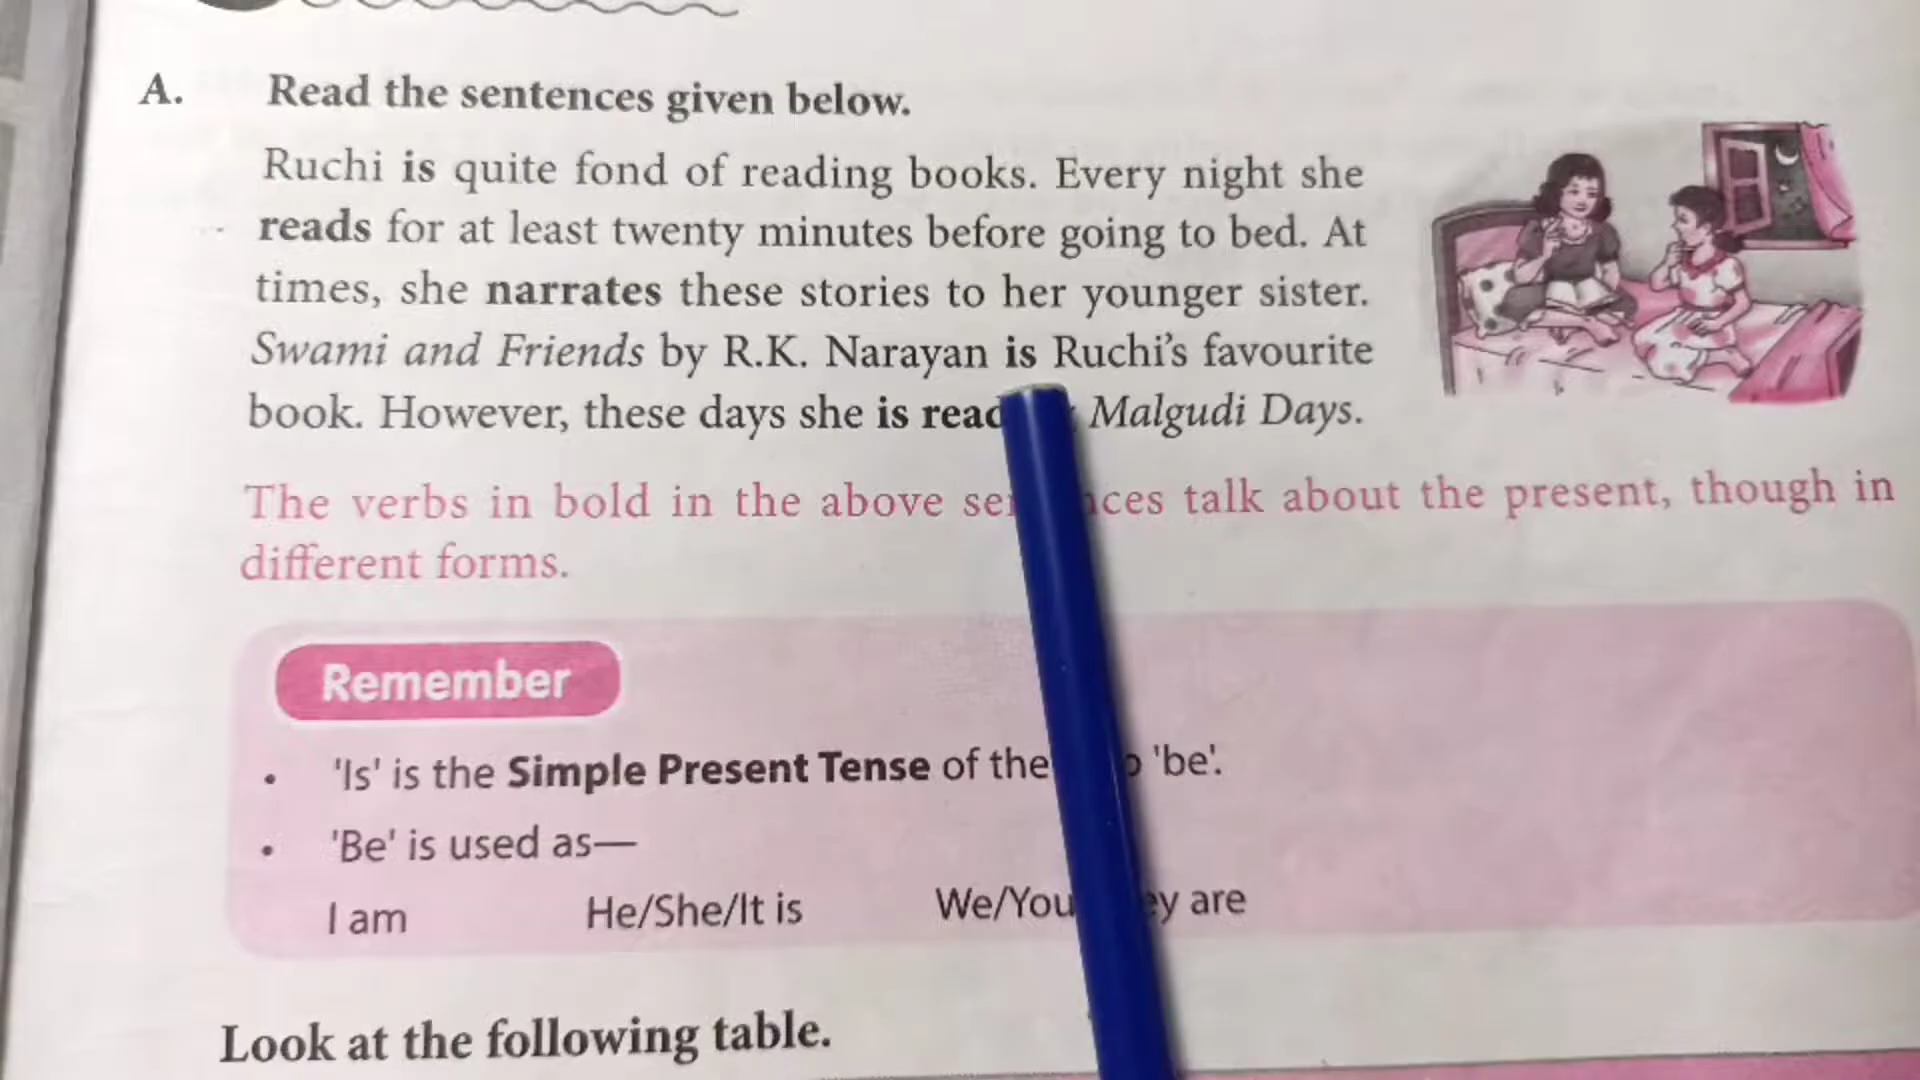 A. Read the sentences given below.
Ruchi is quite fond of reading books. Every night she
reads for at least twenty minutes before going to bed. At
times, she narrates these stories to her younger sister.
Swami and Friends by R.K. Narayan is Ruchi's favourite
book. However, these days she is Malgudi Days.
The verbs in bold in the above talk about the present, though in
different forms.
Remember
• 'Is' is the Simple Present Tense of the 'be'.
• 'Be' is used as—
I am He/She/It is We/You are
Look at the following table.